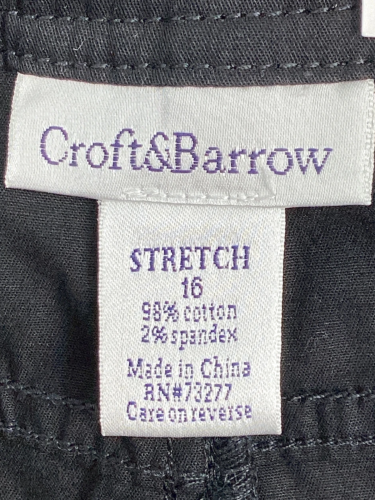 Croft&Barrow
STRETCH
16
98% cotton
2% spandex
Made in China
RN#73277
Care on reverse